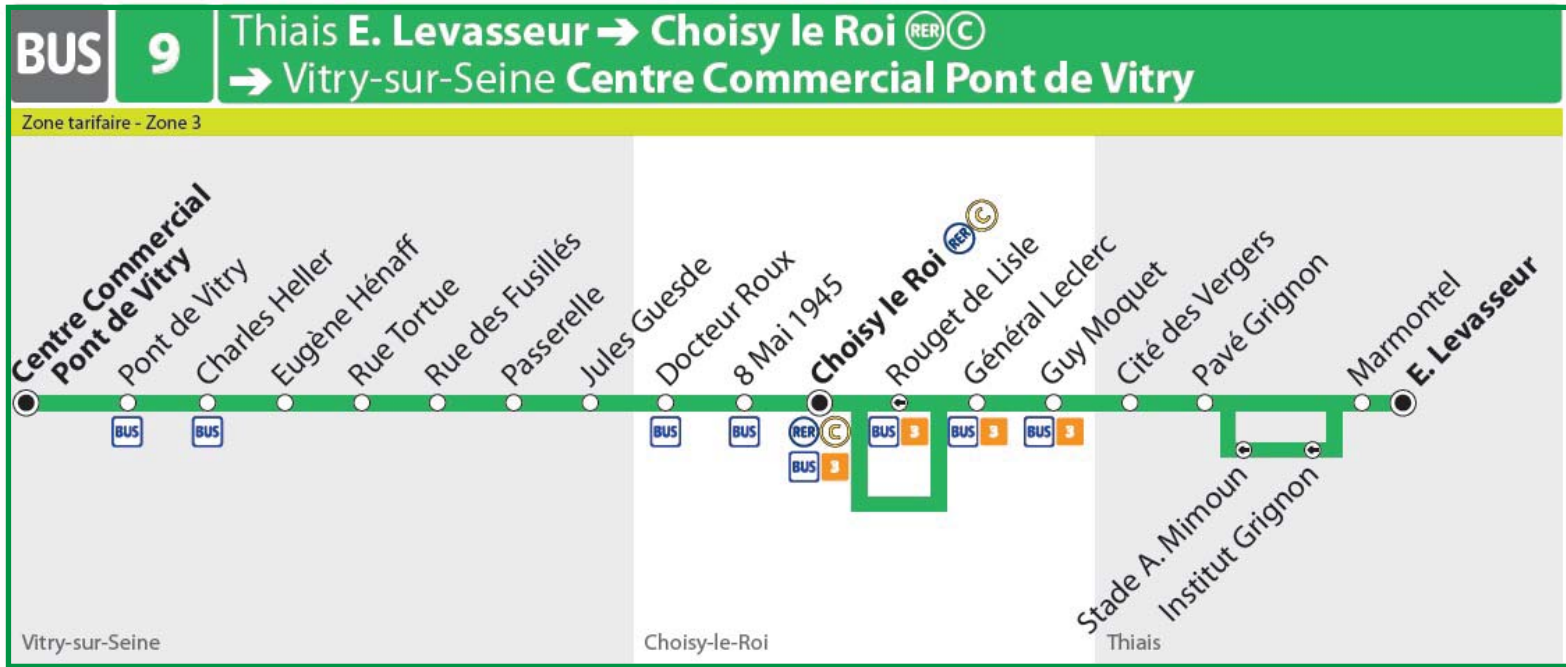 BUS 9 Thiais E. Levasseur ➔ Choisy le Roi RER C
➔ Vitry-sur-Seine Centre Commercial Pont de Vitry
Zone tarifaire - Zone 3
Centre Commercial
Pont de Vitry
Pont de Vitry
Charles Heller
Eugène Hénaff
Rue Tortue
Rue des Fusillés
Passerelle
Jules Guesde
Docteur Roux
8 Mai 1945
Choisy le Roi RER C
Rouget de Lisle
Général Leclerc
Guy Moquet
Cité des Vergers
Pavé Grignon
Marmontel
E. Levasseur
BUS
BUS
BUS
BUS
RER C
BUS 3
BUS 3
BUS 3
BUS 3
Stade A. Mimoun
Institut Grignon
Vitry-sur-Seine
Choisy-le-Roi
Thiais